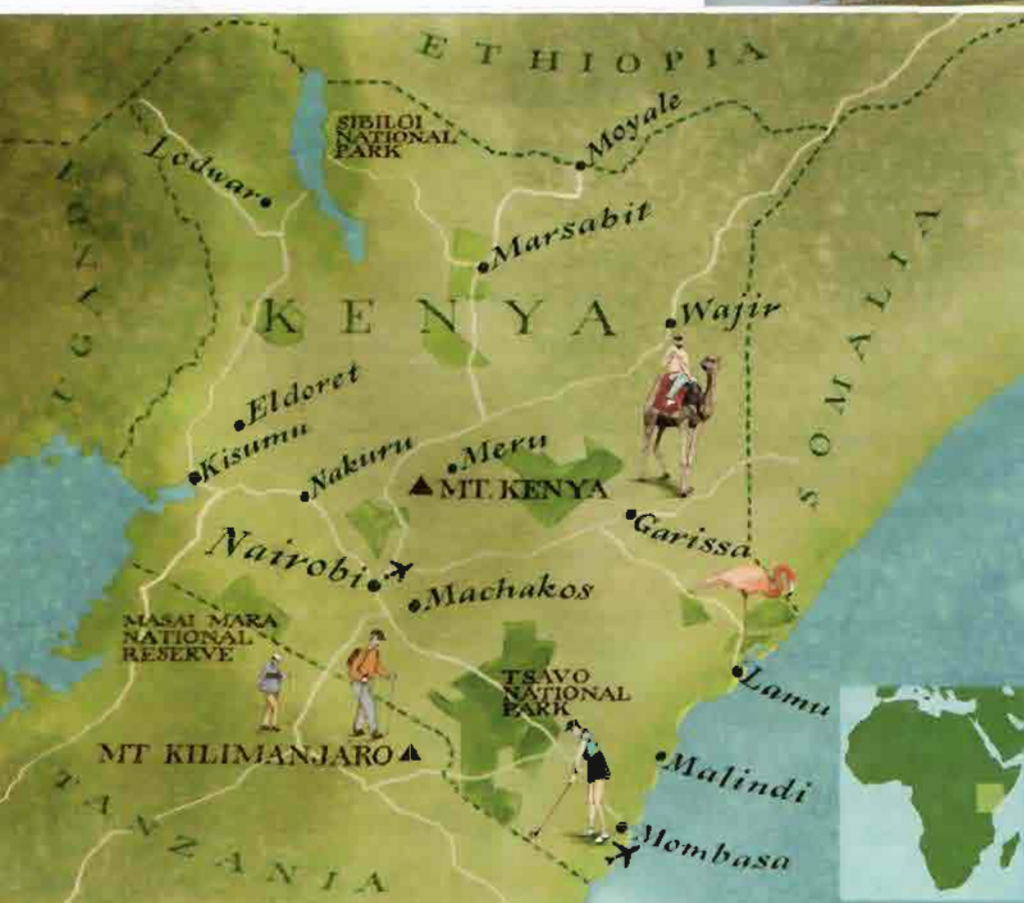 ETHIOPIA
SIBILOI
NATIONAL
PARK
Moyale
Lodwar
UGANDA
Marsabit
SOMALIA
KENYA
Wajir
Eldoret
Kisumu
Nakuru
Meru
MT. KENYA
Garissa
Nairobi
Machakos
MASAI MARA
NATIONAL
RESERVE
TSAVO
NATIONAL
PARK
Lamu
MT KILIMANJARO
Malindi
TANZANIA
Mombasa